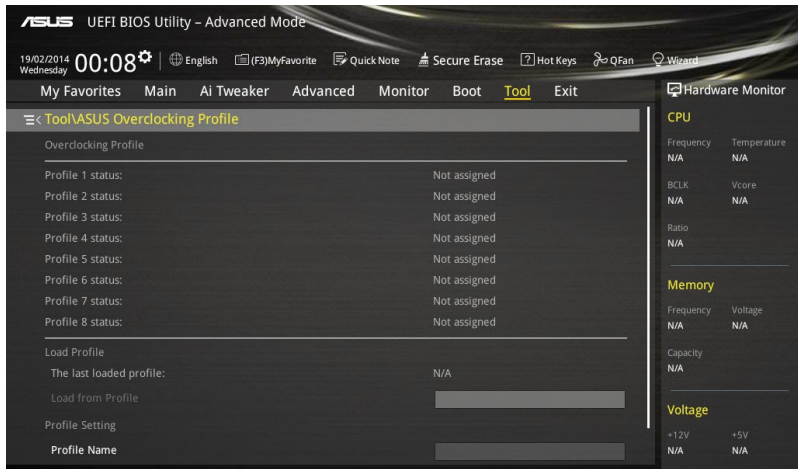 ASUS UEFI BIOS Utility – Advanced Mode
19/02/2014
Wednesday
00:08
English (F3)MyFavorite Quick Note Secure Erase ? Hot Keys QFan Wizard
My Favorites Main Ai Tweaker Advanced Monitor Boot Tool Exit
Tool\ASUS Overclocking Profile
Overclocking Profile
Profile 1 status: Not assigned
Profile 2 status: Not assigned
Profile 3 status: Not assigned
Profile 4 status: Not assigned
Profile 5 status: Not assigned
Profile 6 status: Not assigned
Profile 7 status: Not assigned
Profile 8 status: Not assigned
Load Profile
The last loaded profile: N/A
Load from Profile
Profile Setting
Profile Name
Hardware Monitor
CPU
Frequency Temperature
N/A N/A
BCLK Vcore
N/A N/A
Ratio
N/A
Memory
Frequency Voltage
N/A N/A
Capacity
N/A
Voltage
+12V +5V
N/A N/A